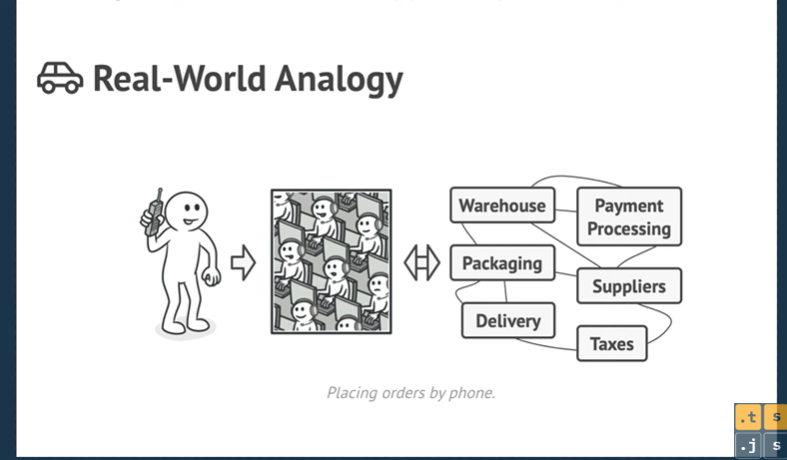 Real-World Analogy
Warehouse
Payment
Processing
Packaging
Suppliers
Delivery
Taxes
Placing orders by phone.
.t s
.j s